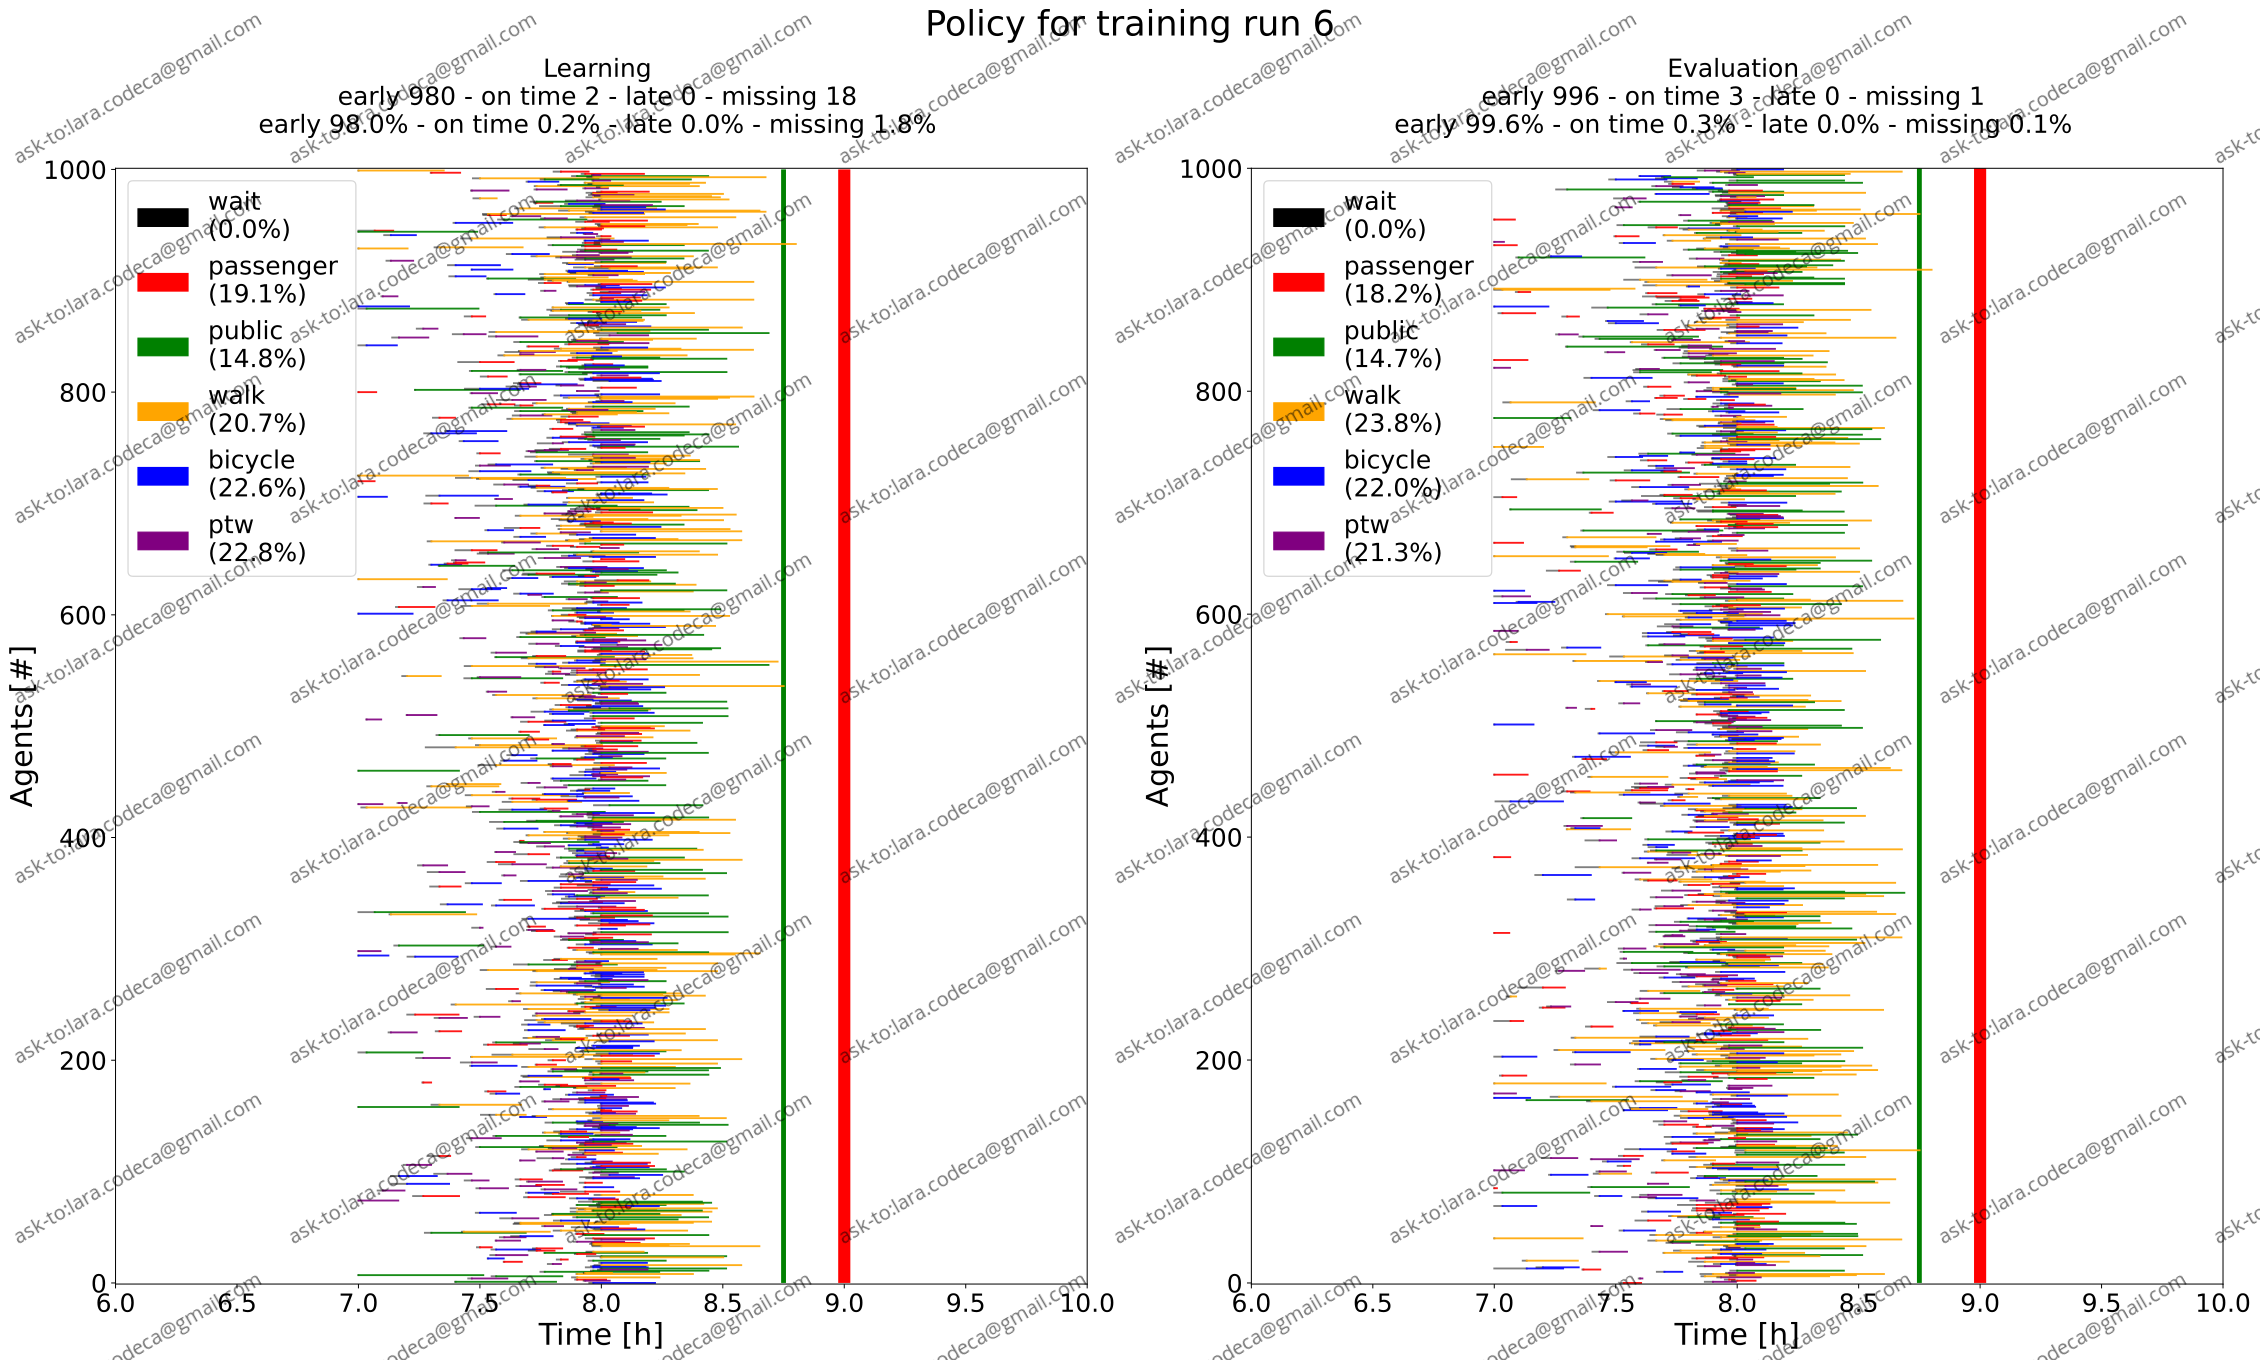 Policy for training run 6
Learning
early 980 - on time 2 - late 0 - missing 18
early 98.0% - on time 0.2% - late 0.0% - missing 1.8%
1000
800
600
400
200
0
Agents [#]
wait
(0.0%)
passenger
(19.1%)
public
(14.8%)
walk
(20.7%)
bicycle
(22.6%)
ptw
(22.8%)
6.0 6.5 7.0 7.5 8.0 8.5 9.0 9.5 10.0
Time [h]
Evaluation
early 996 - on time 3 - late 0 - missing 1
early 99.6% - on time 0.3% - late 0.0% - missing 0.1%
1000
800
600
400
200
0
Agents [#]
wait
(0.0%)
passenger
(18.2%)
public
(14.7%)
walk
(23.8%)
bicycle
(22.0%)
ptw
(21.3%)
6.0 6.5 7.0 7.5 8.0 8.5 9.0 9.5 10.0
Time [h]
ask-to:lara.codeca@gmail.com